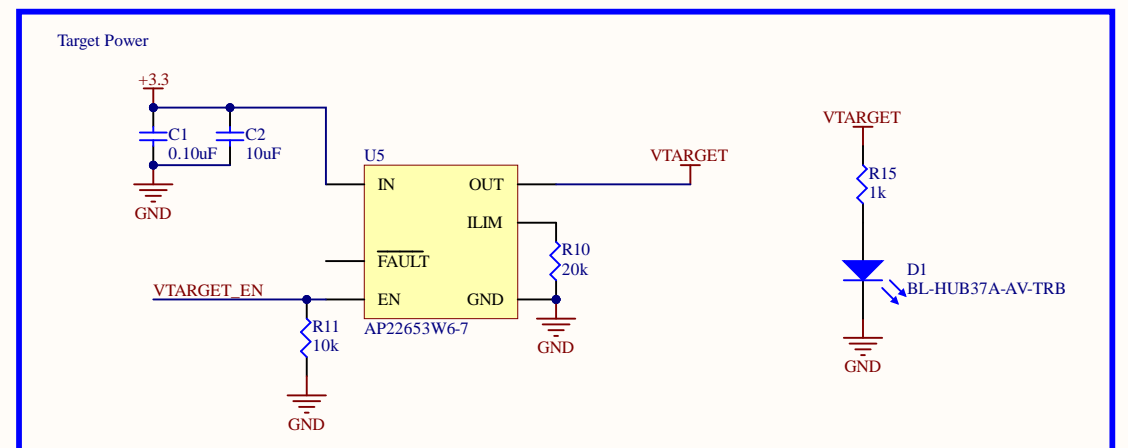 Target Power
+3.3
C1
0.10uF
C2
10uF
GND
U5
IN
OUT
ILIM
FAULT
EN
GND
AP22653W6-7
VTARGET
R10
20k
GND
VTARGET_EN
R11
10k
GND
VTARGET
R15
1k
D1
BL-HUB37A-AV-TRB
GND